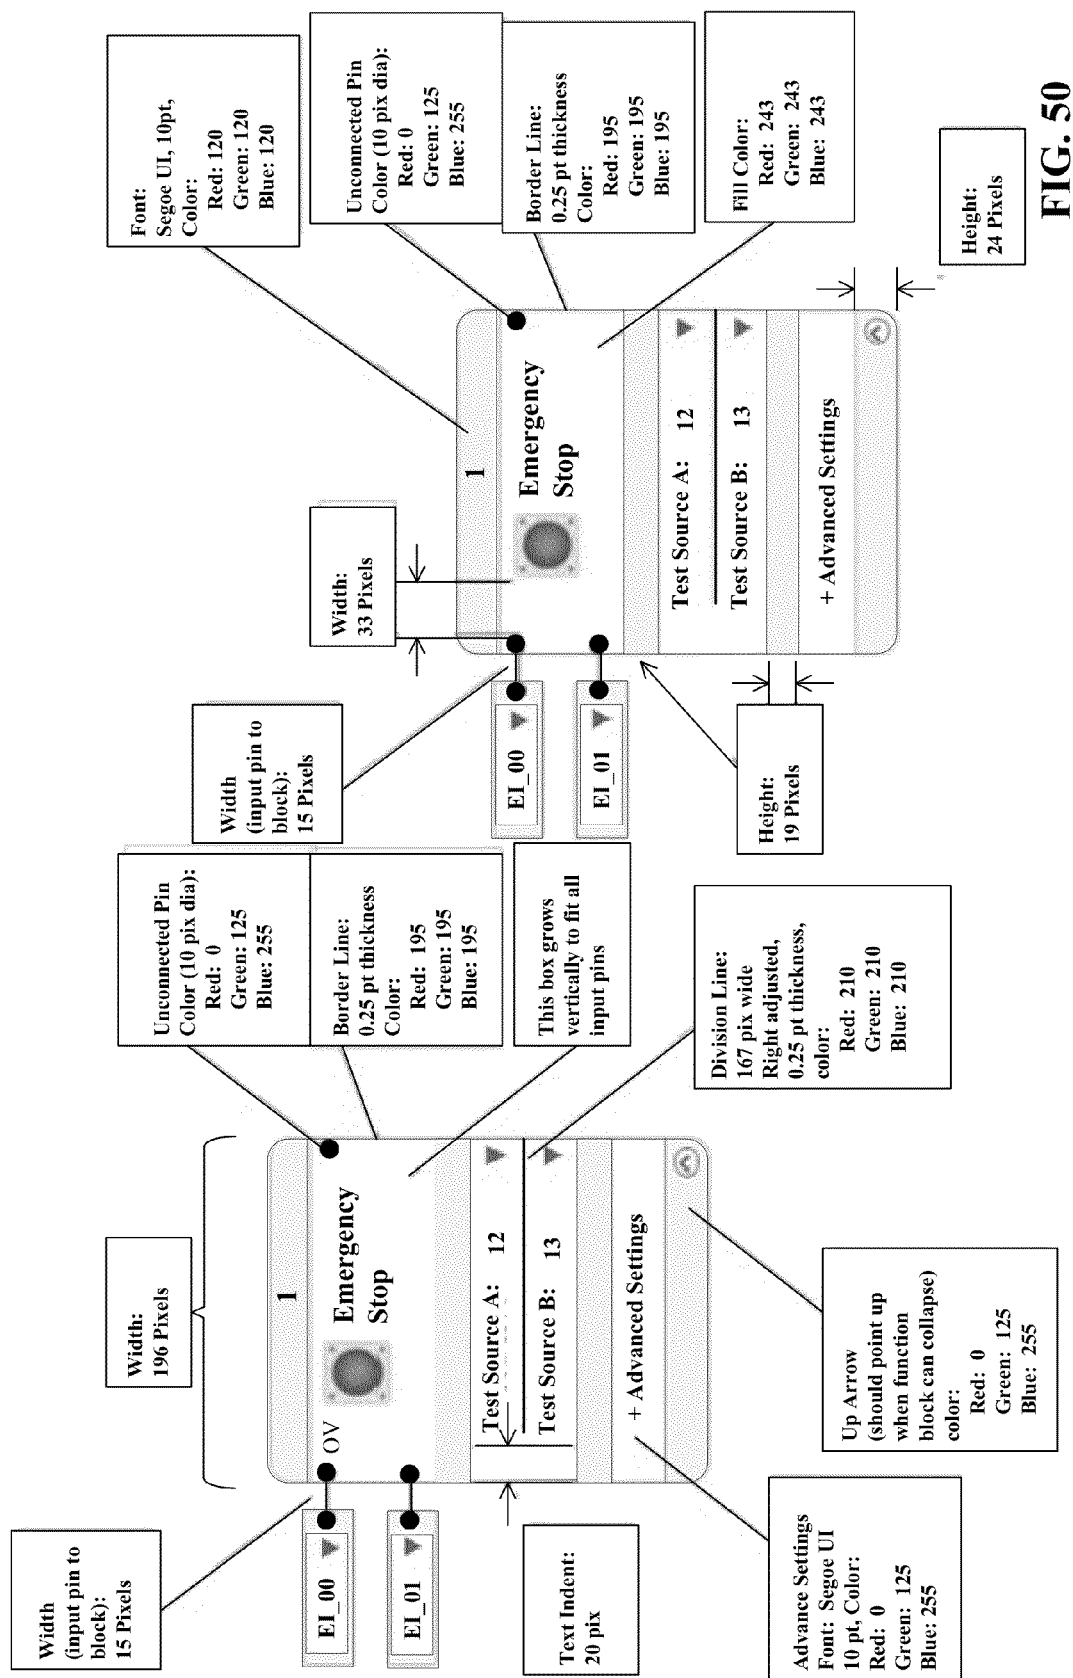 Width
(input pin to
block):
15 Pixels
Width:
196 Pixels
Unconnected Pin
Color (10 pix dia):
Red: 0
Green: 125
Blue: 255
Border Line:
0.25 pt thickness
Color:
Red: 195
Green: 195
Blue: 195
This box grows
vertically to fit all
input pins
Division Line:
167 pix wide
Right adjusted,
0.25 pt thickness,
color:
Red: 210
Green: 210
Blue: 210
1
OV
Emergency
Stop
EI_00
EI_01
Test Source A: 12
Test Source B: 13
+ Advanced Settings
Text Indent:
20 pix
Advance Settings
Font: Segoe UI
10 pt, Color:
Red: 0
Green: 125
Blue: 255
Up Arrow
(should point up
when function
block can collapse)
color:
Red: 0
Green: 125
Blue: 255
Width
(input pin to
block):
15 Pixels
Width:
33 Pixels
Font:
Segoe UI, 10pt,
Color:
Red: 120
Green: 120
Blue: 120
Unconnected Pin
Color (10 pix dia):
Red: 0
Green: 125
Blue: 255
Border Line:
0.25 pt thickness
Color:
Red: 195
Green: 195
Blue: 195
Fill Color:
Red: 243
Green: 243
Blue: 243
1
Emergency
Stop
EI_00
EI_01
Test Source A: 12
Test Source B: 13
+ Advanced Settings
Height:
19 Pixels
Height:
24 Pixels
FIG. 50